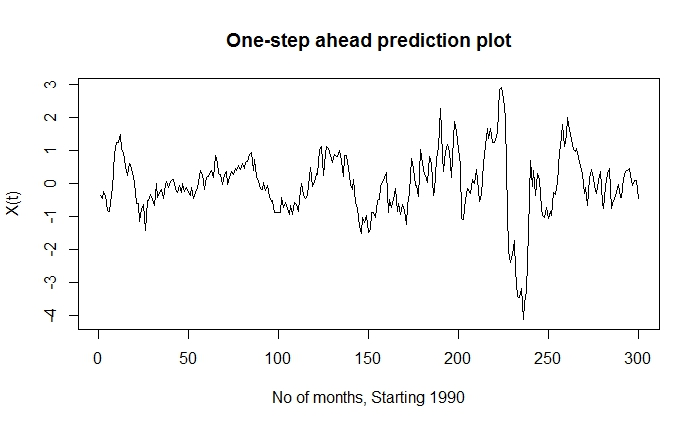 One-step ahead prediction plot
X(t)
3
2
1
0
-1
-2
-3
-4
0 50 100 150 200 250 300
No of months, Starting 1990